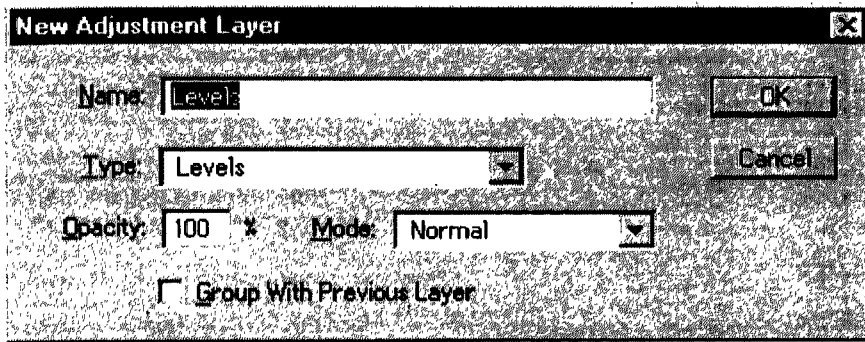 New Adjustment Layer
Name: Levels OK
Type: Levels Cancel
Opacity: 100 % Mode: Normal
Group With Previous Layer